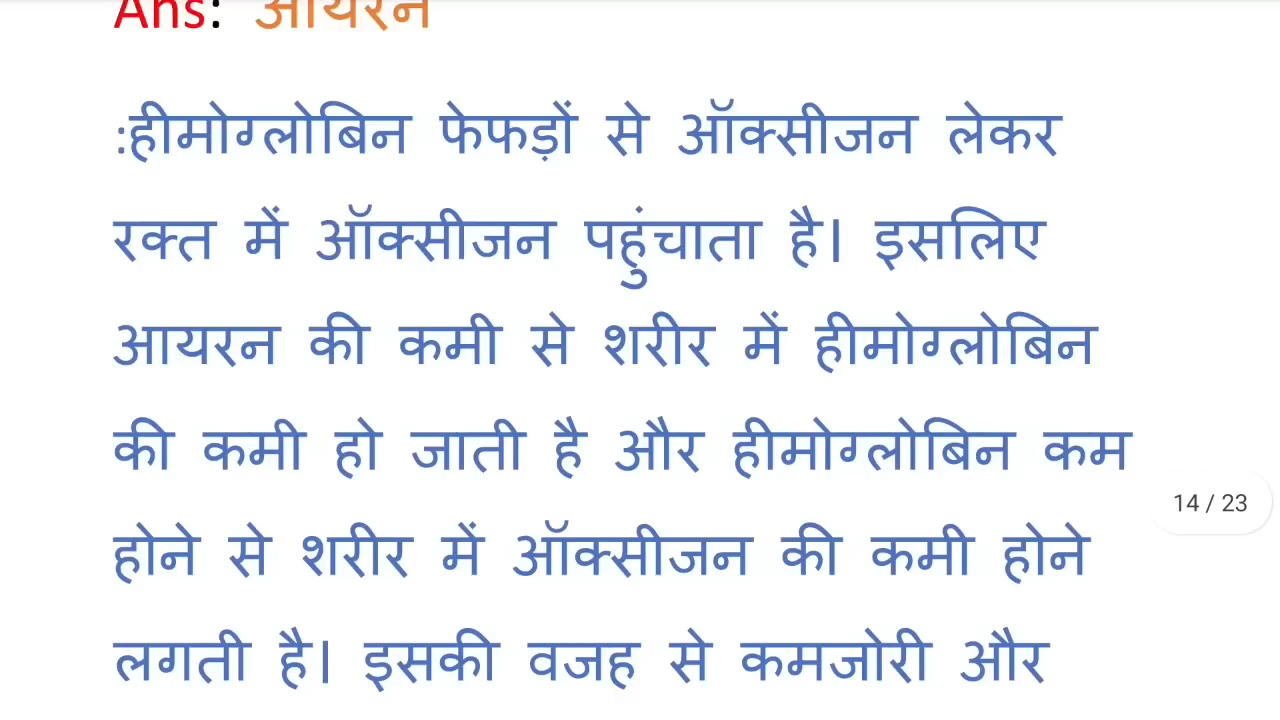 Ans: आयरन
:हीमोग्लोबिन फेफड़ों से ऑक्सीजन लेकर
रक्त में ऑक्सीजन पहुंचाता है। इसलिए
आयरन की कमी से शरीर में हीमोग्लोबिन
की कमी हो जाती है और हीमोग्लोबिन कम
14 / 23
होने से शरीर में ऑक्सीजन की कमी होने
लगती है। इसकी वजह से कमजोरी और